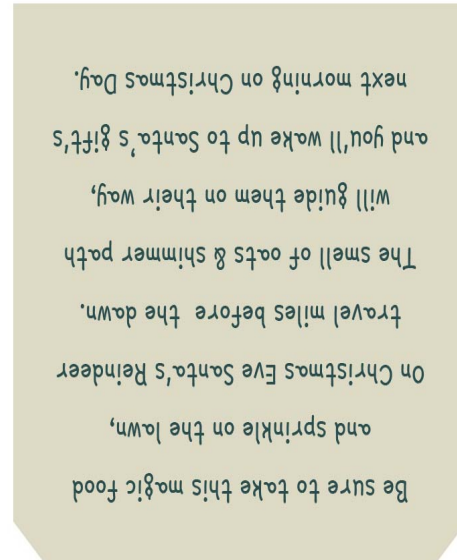 Be sure to take this magic food
and sprinkle on the lawn,
On Christmas Eve Santa's Reindeer
travel miles before the dawn.
The smell of oats & shimmer path
will guide them on their way,
and you'll wake up to Santa's gift's
next morning on Christmas Day.